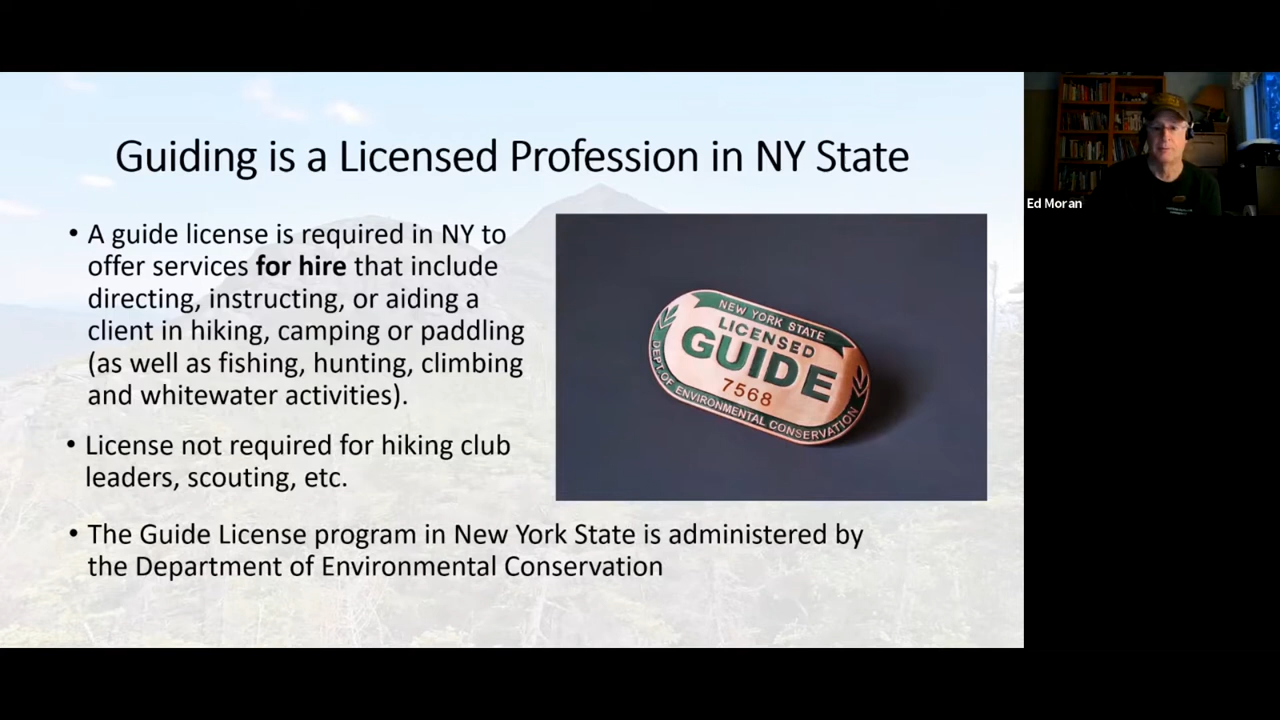 Guiding is a Licensed Profession in NY State
• A guide license is required in NY to
offer services for hire that include
directing, instructing, or aiding a
client in hiking, camping or paddling
(as well as fishing, hunting, climbing
and whitewater activities).
• License not required for hiking club
leaders, scouting, etc.
• The Guide License program in New York State is administered by
the Department of Environmental Conservation
NEW YORK STATE
LICENSED
GUIDE
7568
DEPT. OF ENVIRONMENTAL CONSERVATION
Ed Moran